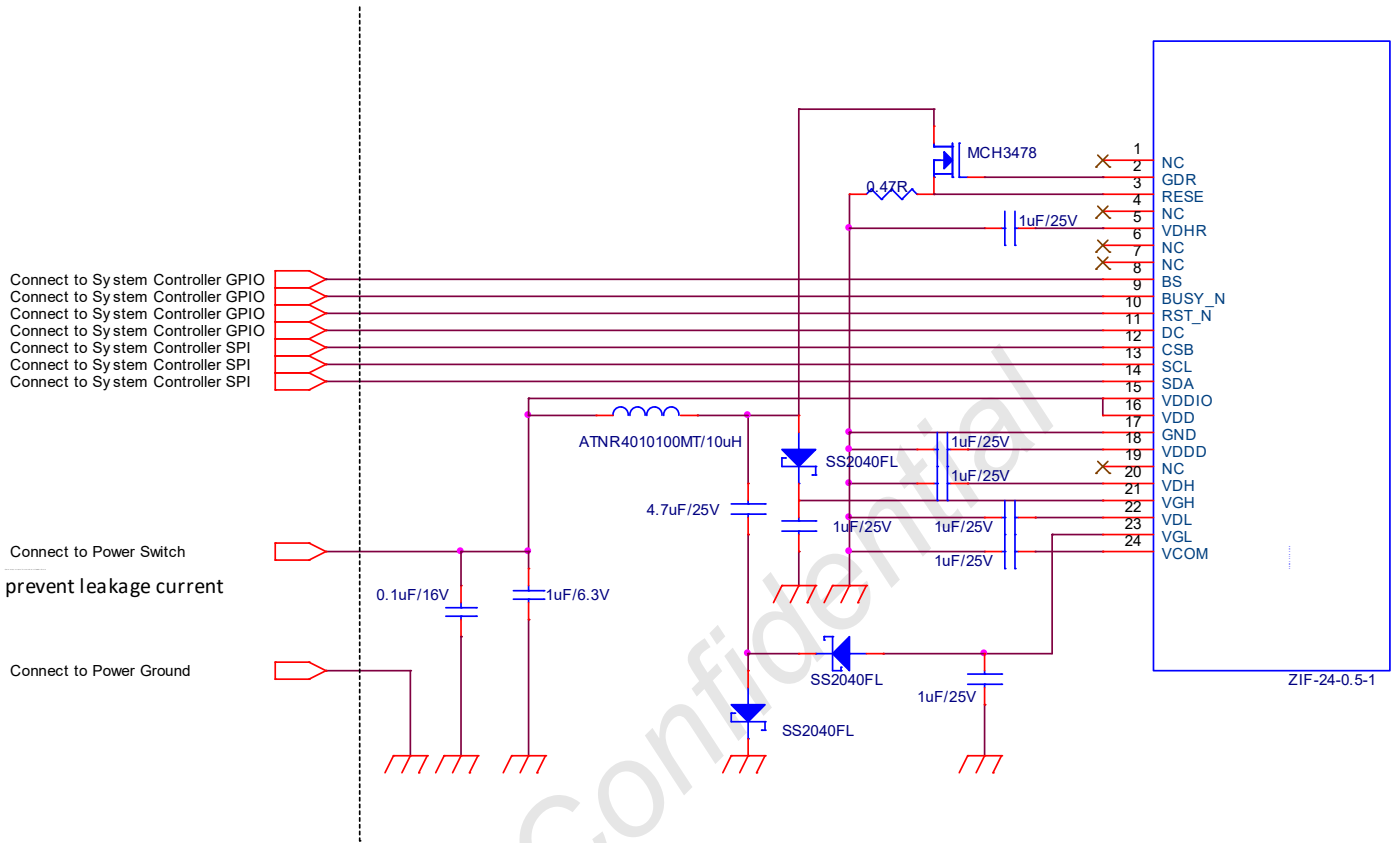 1
NC
2
GDR
MCH3478
3
RESE
0.47R
4
NC
5
VDHR
1uF/25V
6
NC
7
NC
8
BS
Connect to System Controller GPIO
9
BUSY_N
Connect to System Controller GPIO
10
RST_N
Connect to System Controller GPIO
11
DC
Connect to System Controller GPIO
12
CSB
Connect to System Controller SPI
13
SCL
Connect to System Controller SPI
14
SDA
Connect to System Controller SPI
15
VDDIO
16
VDD
17
GND
ATNR4010100MT/10uH
1uF/25V
18
VDDD
SS2040FL
19
NC
1uF/25V
20
VDH
21
VGH
4.7uF/25V
22
VDL
1uF/25V
1uF/25V
23
VGL
24
VCOM
1uF/25V
Connect to Power Switch
prevent leakage current
0.1uF/16V
1uF/6.3V
Connect to Power Ground
SS2040FL
1uF/25V
ZIF-24-0.5-1
SS2040FL
Confidential